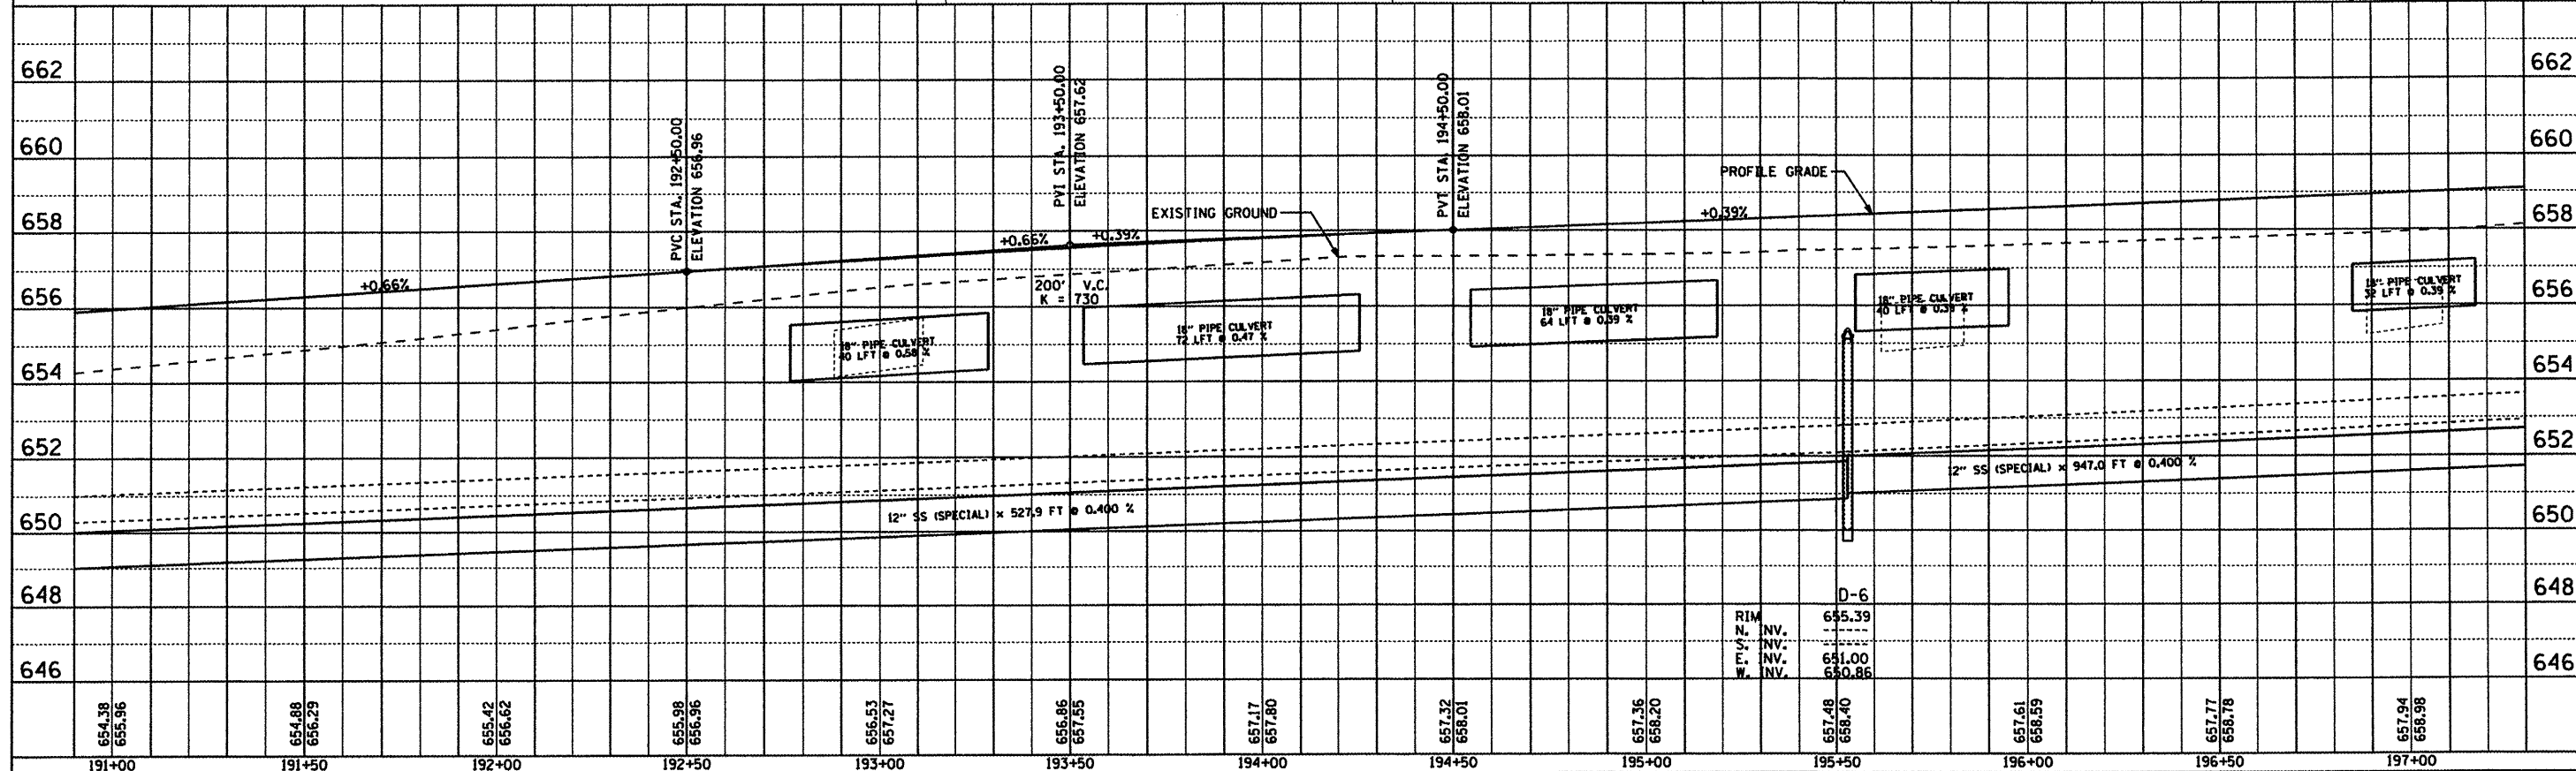 662
660
658
656
654
652
650
648
646
662
660
658
656
654
652
650
648
646
PVC STA. 192+50.00
ELEVATION 656.96
PVI STA. 193+50.00
ELEVATION 657.62
PVT STA. 194+50.00
ELEVATION 658.01
PROFILE GRADE
EXISTING GROUND
+0.66%
+0.66%
+0.39%
+0.39%
200' V.C.
K = 730
18" PIPE CULVERT
40 LFT @ 0.58 %
18" PIPE CULVERT
72 LFT @ 0.47 %
18" PIPE CULVERT
64 LFT @ 0.39 %
18" PIPE CULVERT
40 LFT @ 0.39 %
18" PIPE CULVERT
32 LFT @ 0.39 %
12" SS (SPECIAL) x 527.9 FT @ 0.400 %
12" SS (SPECIAL) x 947.0 FT @ 0.400 %
D-6
RIM 655.39
N. INV. ------
S. INV. ------
E. INV. 651.00
W. INV. 650.86
654.38
655.96
654.88
656.29
655.42
656.62
655.98
656.96
656.53
657.27
656.86
657.55
657.17
657.80
657.32
658.01
657.36
658.20
657.48
658.40
657.61
658.59
657.77
658.78
657.94
658.98
191+00
191+50
192+00
192+50
193+00
193+50
194+00
194+50
195+00
195+50
196+00
196+50
197+00